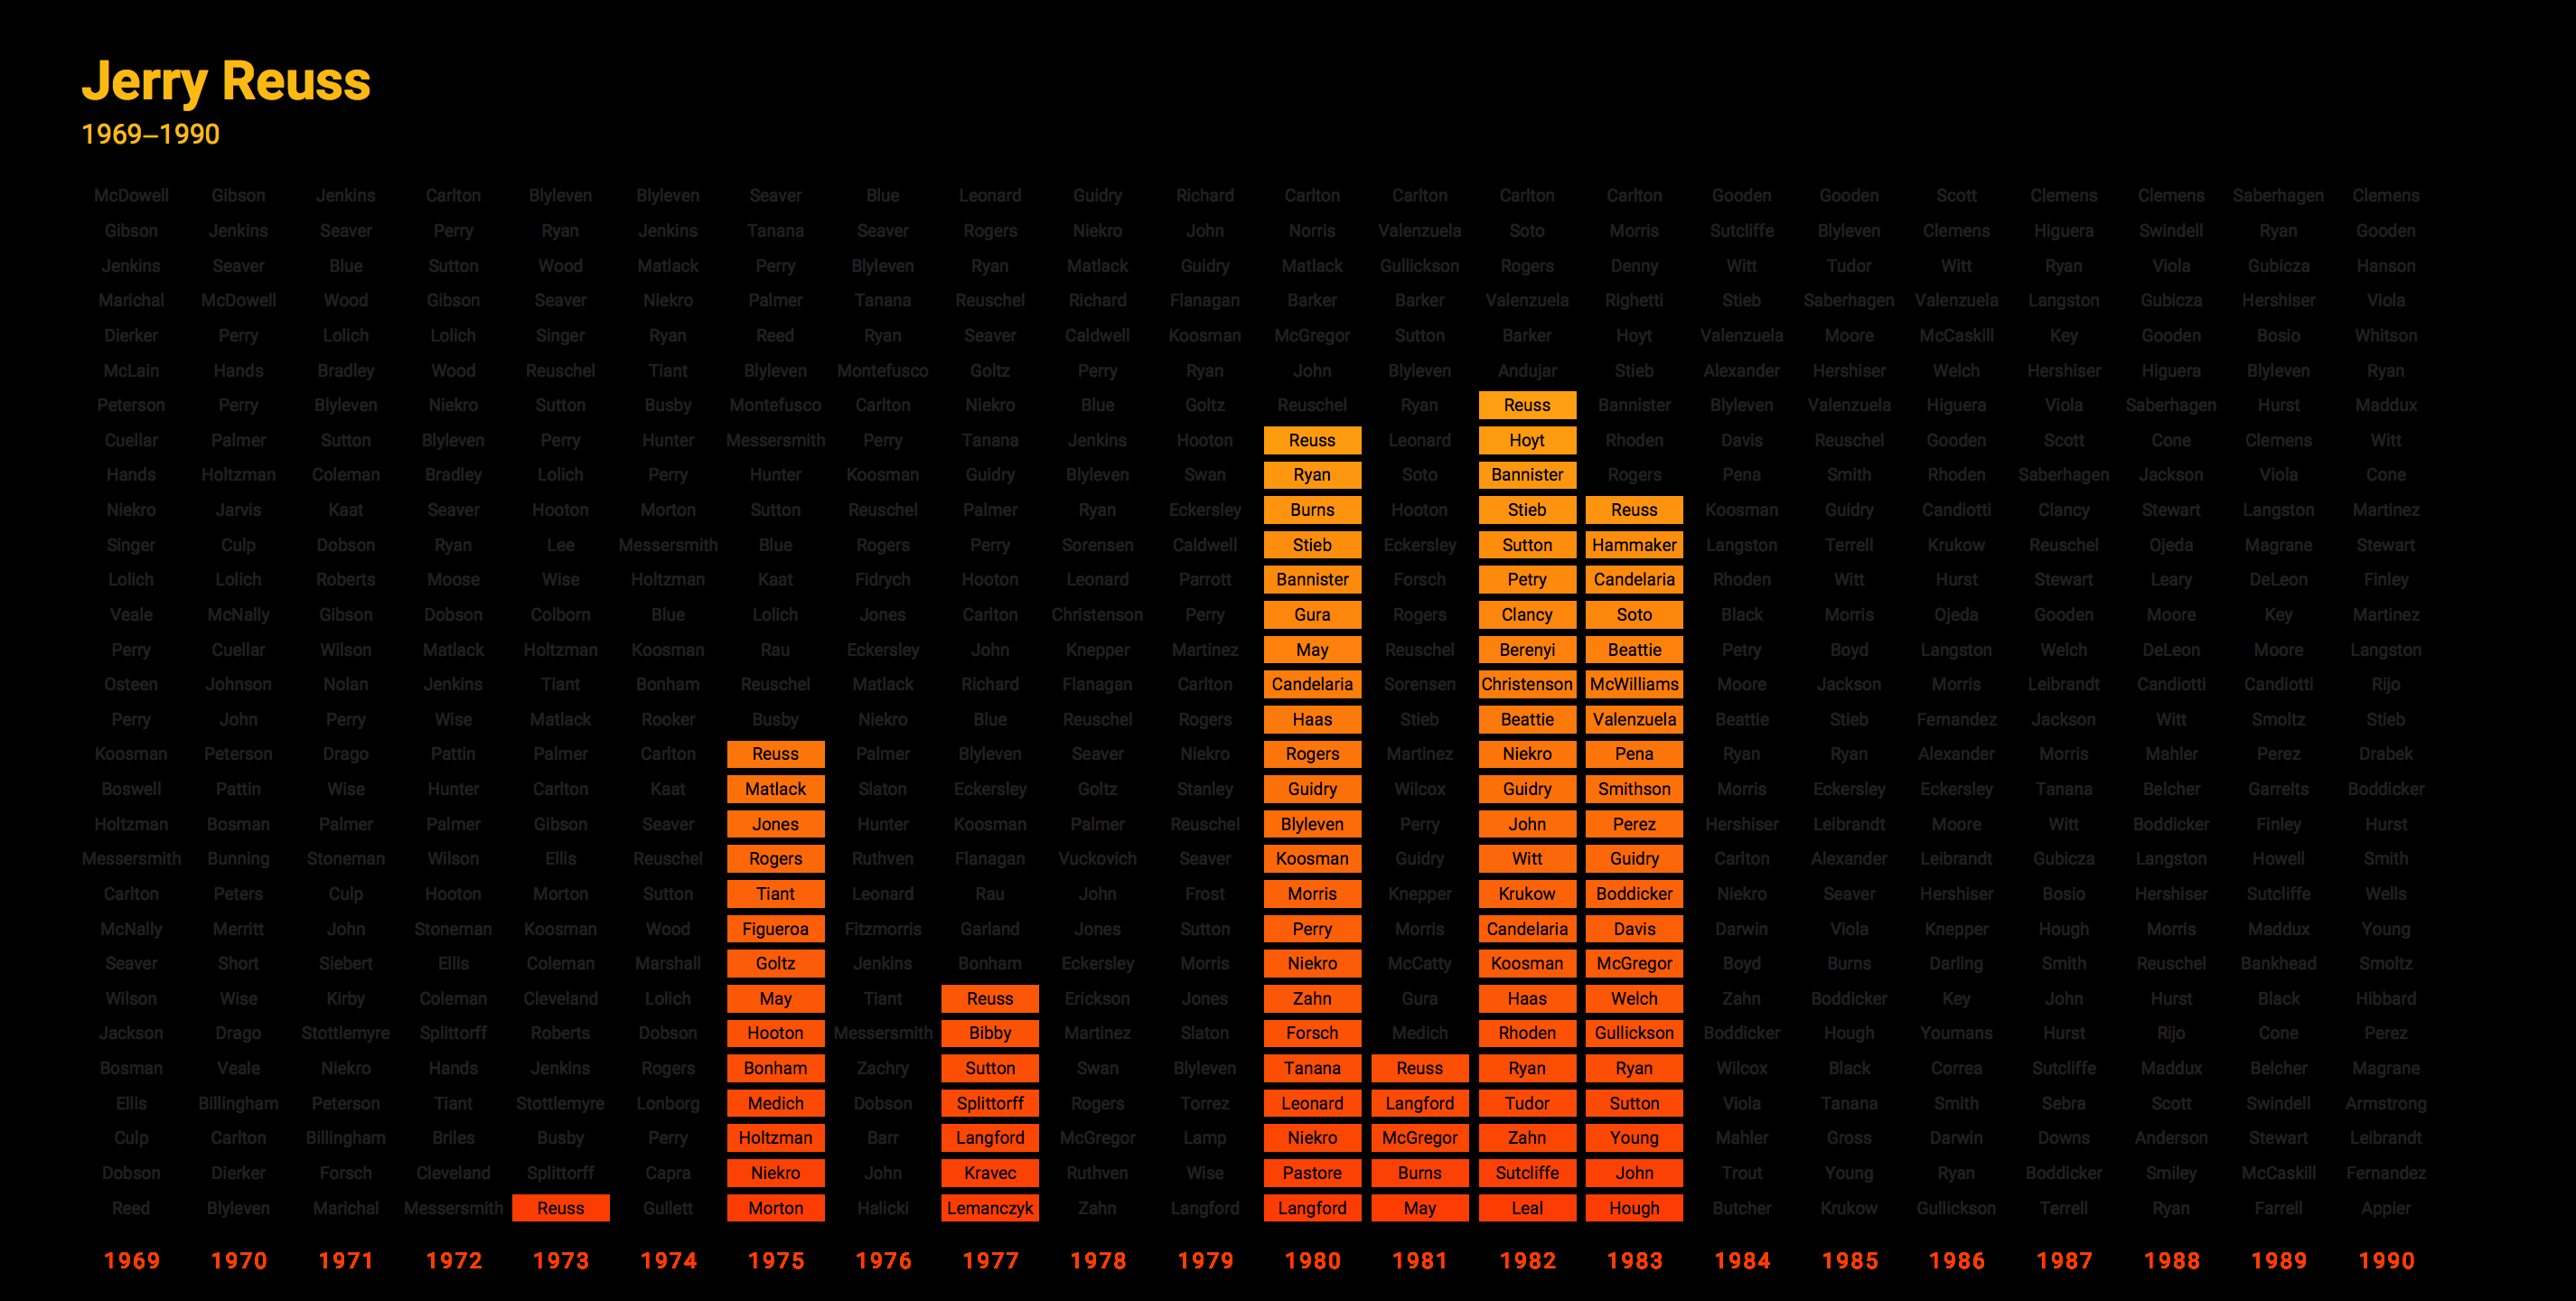 Jerry Reuss
1969–1990
McDowell Gibson Jenkins Carlton Blyleven Blyleven Seaver Blue Leonard Guidry Richard Carlton Carlton Carlton Carlton Gooden Gooden Scott Clemens Clemens Saberhagen Clemens
Gibson Jenkins Seaver Perry Ryan Jenkins Tanana Seaver Rogers Niekro John Norris Valenzuela Soto Morris Sutcliffe Blyleven Clemens Higuera Swindell Ryan Gooden
Jenkins Seaver Blue Sutton Wood Matlack Perry Blyleven Ryan Matlack Guidry Matlack Gullickson Rogers Denny Witt Tudor Witt Ryan Viola Gubicza Hanson
Marichal McDowell Wood Gibson Seaver Niekro Palmer Tanana Reuschel Richard Flanagan Barker Barker Valenzuela Righetti Stieb Saberhagen Valenzuela Langston Gubicza Hershiser Viola
Dierker Perry Lolich Lolich Singer Ryan Reed Ryan Seaver Caldwell Koosman McGregor Sutton Barker Hoyt Valenzuela Moore McCaskill Key Gooden Bosio Whitson
McLain Hands Bradley Wood Reuschel Tiant Blyleven Montefusco Goltz Perry Ryan John Blyleven Andujar Stieb Alexander Hershiser Welch Hershiser Higuera Blyleven Ryan
Peterson Perry Blyleven Niekro Sutton Busby Montefusco Carlton Niekro Blue Goltz Reuschel Ryan Reuss Bannister Blyleven Valenzuela Higuera Viola Saberhagen Hurst Maddux
Cuellar Palmer Sutton Blyleven Perry Hunter Messersmith Perry Tanana Jenkins Hooton Reuss Leonard Hoyt Rhoden Davis Reuschel Gooden Scott Cone Clemens Witt
Hands Holtzman Coleman Bradley Lolich Perry Hunter Koosman Guidry Blyleven Swan Ryan Soto Bannister Rogers Pena Smith Rhoden Saberhagen Jackson Viola Cone
Niekro Jarvis Kaat Seaver Hooton Morton Sutton Reuschel Palmer Ryan Eckersley Burns Hooton Stieb Reuss Koosman Guidry Candiotti Clancy Stewart Langston Martinez
Singer Culp Dobson Ryan Lee Messersmith Blue Rogers Perry Sorensen Caldwell Stieb Eckersley Sutton Hammaker Langston Terrell Krukow Reuschel Ojeda Magrane Stewart
Lolich Lolich Roberts Moose Wise Holtzman Kaat Fidrych Hooton Leonard Parrott Bannister Forsch Petry Candelaria Rhoden Witt Hurst Stewart Leary DeLeon Finley
Veale McNally Gibson Dobson Colborn Blue Lolich Jones Carlton Christenson Perry Gura Rogers Clancy Soto Black Morris Ojeda Gooden Moore Key Martinez
Perry Cuellar Wilson Matlack Holtzman Koosman Rau Eckersley John Knepper Martinez May Reuschel Berenyi Beattie Petry Boyd Langston Welch DeLeon Moore Langston
Osteen Johnson Nolan Jenkins Tiant Bonham Reuschel Matlack Richard Flanagan Carlton Candelaria Sorensen Christenson McWilliams Moore Jackson Morris Leibrandt Candiotti Candiotti Rijo
Perry John Perry Wise Matlack Rooker Busby Niekro Blue Reuschel Rogers Haas Stieb Beattie Valenzuela Beattie Stieb Fernandez Jackson Witt Smoltz Stieb
Koosman Peterson Drago Pattin Palmer Carlton Reuss Palmer Blyleven Seaver Niekro Rogers Martinez Niekro Pena Ryan Ryan Alexander Morris Mahler Perez Drabek
Boswell Pattin Wise Hunter Carlton Kaat Matlack Slaton Eckersley Goltz Stanley Guidry Wilcox Guidry Smithson Morris Eckersley Eckersley Tanana Belcher Garrelts Boddicker
Holtzman Bosman Palmer Palmer Gibson Seaver Jones Hunter Koosman Palmer Reuschel Blyleven Perry John Perez Hershiser Leibrandt Moore Witt Boddicker Finley Hurst
Messersmith Bunning Stoneman Wilson Ellis Reuschel Rogers Ruthven Flanagan Vuckovich Seaver Koosman Guidry Witt Guidry Carlton Alexander Leibrandt Gubicza Langston Howell Smith
Carlton Peters Culp Hooton Morton Sutton Tiant Leonard Rau John Frost Morris Knepper Krukow Boddicker Niekro Seaver Hershiser Bosio Hershiser Sutcliffe Wells
McNally Merritt John Stoneman Koosman Wood Figueroa Fitzmorris Garland Jones Sutton Perry Morris Candelaria Davis Darwin Viola Knepper Hough Morris Maddux Young
Seaver Short Siebert Ellis Coleman Marshall Goltz Jenkins Bonham Eckersley Morris Niekro McCatty Koosman McGregor Boyd Burns Darling Smith Reuschel Bankhead Smoltz
Wilson Wise Kirby Coleman Cleveland Lolich May Tiant Reuss Erickson Jones Zahn Gura Haas Welch Zahn Boddicker Key John Hurst Black Hibbard
Jackson Drago Stottlemyre Splittorff Roberts Dobson Hooton Messersmith Bibby Martinez Slaton Forsch Medich Rhoden Gullickson Boddicker Hough Youmans Hurst Rijo Cone Perez
Bosman Veale Niekro Hands Jenkins Rogers Bonham Zachry Sutton Swan Blyleven Tanana Reuss Ryan Ryan Wilcox Black Correa Sutcliffe Maddux Belcher Magrane
Ellis Billingham Peterson Tiant Stottlemyre Lonborg Medich Dobson Splittorff Rogers Torrez Leonard Langford Tudor Sutton Viola Tanana Smith Sebra Scott Swindell Armstrong
Culp Carlton Billingham Briles Busby Perry Holtzman Barr Langford McGregor Lamp Niekro McGregor Zahn Young Mahler Gross Darwin Downs Anderson Stewart Leibrandt
Dobson Dierker Forsch Cleveland Splittorff Capra Niekro John Kravec Ruthven Wise Pastore Burns Sutcliffe John Trout Young Ryan Boddicker Smiley McCaskill Fernandez
Reed Blyleven Marichal Messersmith Reuss Gullett Morton Halicki Lemanczyk Zahn Langford Langford May Leal Hough Butcher Krukow Gullickson Terrell Ryan Farrell Appier
1969 1970 1971 1972 1973 1974 1975 1976 1977 1978 1979 1980 1981 1982 1983 1984 1985 1986 1987 1988 1989 1990